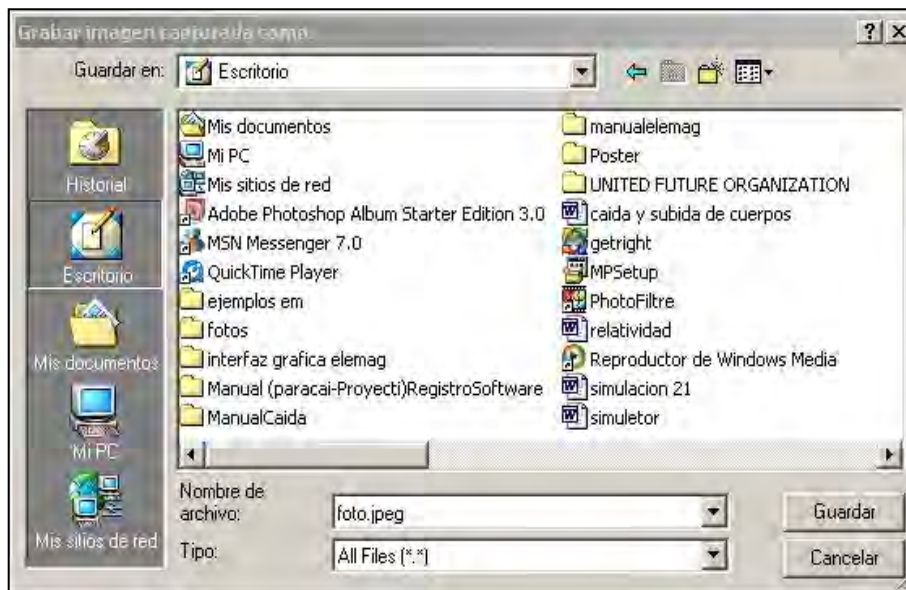 Grabar imagen capturada como
Guardar en: Escritorio
Historial
Escritorio
Mis documentos
Mi PC
Mis sitios de red
Mis documentos
Mi PC
Mis sitios de red
Adobe Photoshop Album Starter Edition 3.0
MSN Messenger 7.0
QuickTime Player
ejemplos em
fotos
interfaz grafica elemag
Manual (paracai-Proyecti)RegistroSoftware
ManualCaida
manualelemag
Poster
UNITED FUTURE ORGANIZATION
caida y subida de cuerpos
getright
MPSetup
PhotoFiltre
relatividad
Reproductor de Windows Media
simulacion 21
simuletor
Nombre de
archivo:
foto.jpeg
Guardar
Tipo:
All Files (*.*)
Cancelar